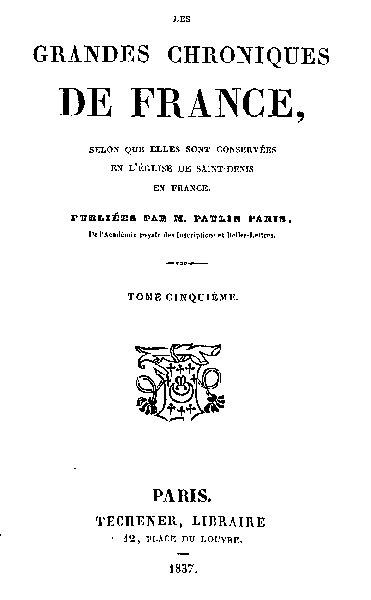 LES
GRANDES CHRONIQUES
DE FRANCE,
SELON QUE ELLES SONT CONSERVÉES
EN L'ÉGLISE DE SAINT-DENIS
EN FRANCE.
PUBLIÉES PAR M. PAULIN PARIS,
De l'Académie royale des Inscriptions et Belles-Lettres.
TOME CINQUIÈME.
PARIS.
TECHENER, LIBRAIRE
12, PLACE DU LOUVRE.
1837.